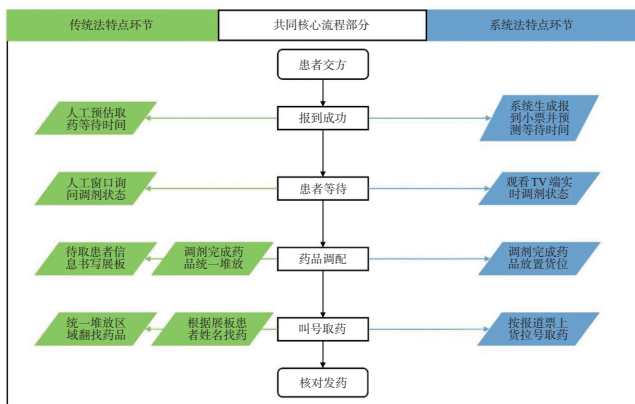 传统法特点环节
共同核心流程部分
系统法特点环节
患者交方
人工预估取
药等待时间
报到成功
系统生成报
到小票并预
测等待时间
人工窗口询
问调剂状态
患者等待
观看TV端实
时调剂状态
待取患者信
息书写展板
调剂完成药
品统一堆放
药品调配
调剂完成药
品放置货位
统一堆放区
域翻找药品
根据展板患
者姓名找药
叫号取药
按报道票上
货拉号取药
核对发药